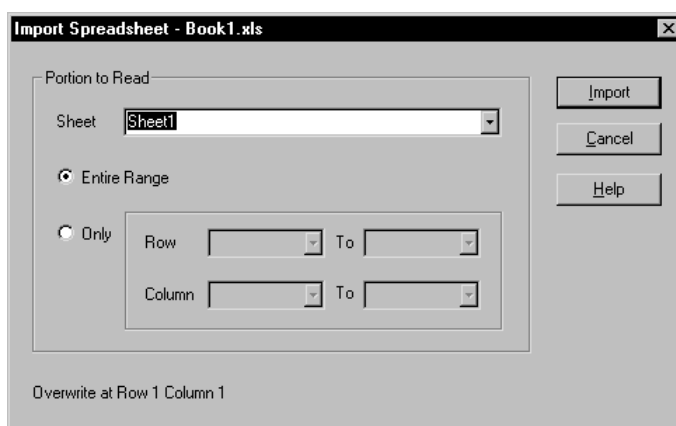 Import Spreadsheet - Book1.xls
Portion to Read
Sheet Sheet1
Entire Range
Only
Row To
Column To
Import
Cancel
Help
Overwrite at Row 1 Column 1